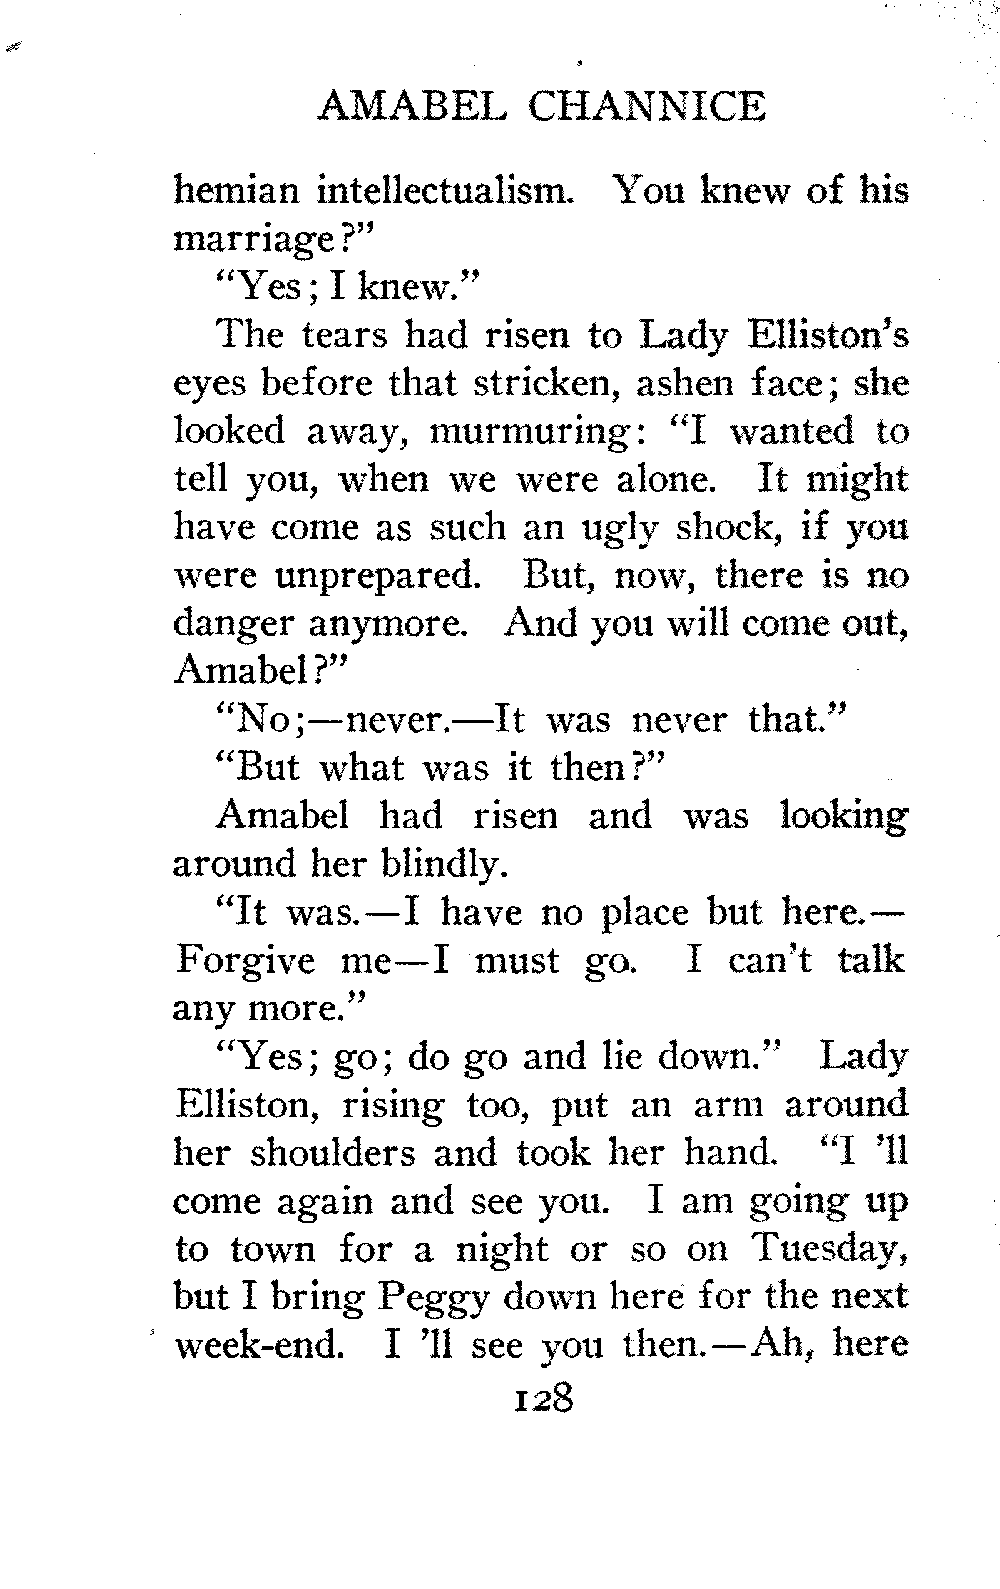 AMABEL CHANNICE
hemian intellectualism. You knew of his
marriage?”
“Yes; I knew.”
The tears had risen to Lady Elliston’s
eyes before that stricken, ashen face; she
looked away, murmuring: “I wanted to
tell you, when we were alone. It might
have come as such an ugly shock, if you
were unprepared. But, now, there is no
danger anymore. And you will come out,
Amabel?”
“No;—never.—It was never that.”
“But what was it then?”
Amabel had risen and was looking
around her blindly.
“It was.—I have no place but here.—
Forgive me—I must go. I can’t talk
any more.”
“Yes; go; do go and lie down.” Lady
Elliston, rising too, put an arm around
her shoulders and took her hand. “I ’ll
come again and see you. I am going up
to town for a night or so on Tuesday,
but I bring Peggy down here for the next
week-end. I ’ll see you then.—Ah, here
128